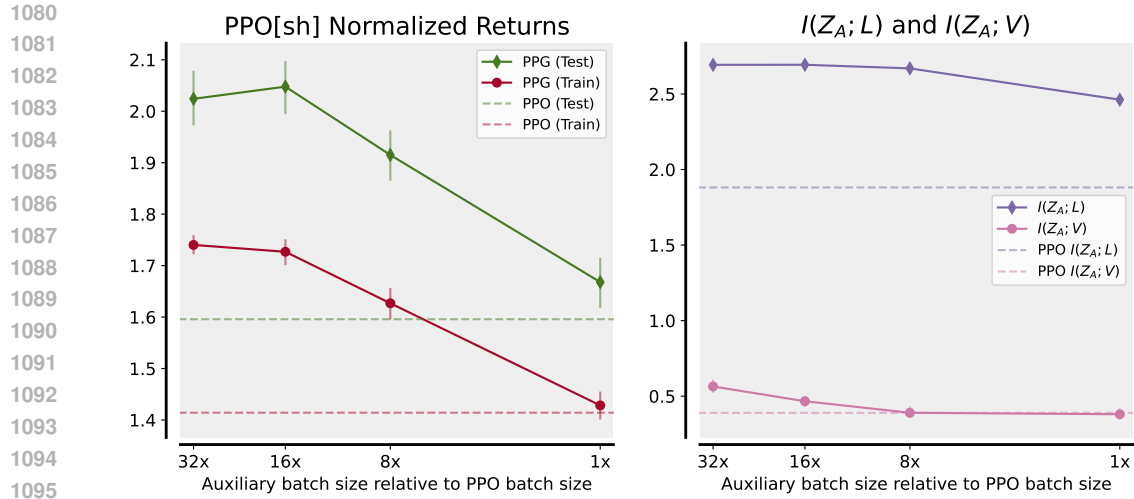 1080
1081
1082
1083
1084
1085
1086
1087
1088
1089
1090
1091
1092
1093
1094
1095
PPO[sh] Normalized Returns
2.1
2.0
1.9
1.8
1.7
1.6
1.5
1.4
PPG (Test)
PPG (Train)
PPO (Test)
PPO (Train)
32x 16x 8x 1x
Auxiliary batch size relative to PPO batch size
I(Z_A; L) and I(Z_A; V)
2.5
2.0
1.5
1.0
0.5
I(Z_A; L)
I(Z_A; V)
PPO I(Z_A; L)
PPO I(Z_A; V)
32x 16x 8x 1x
Auxiliary batch size relative to PPO batch size